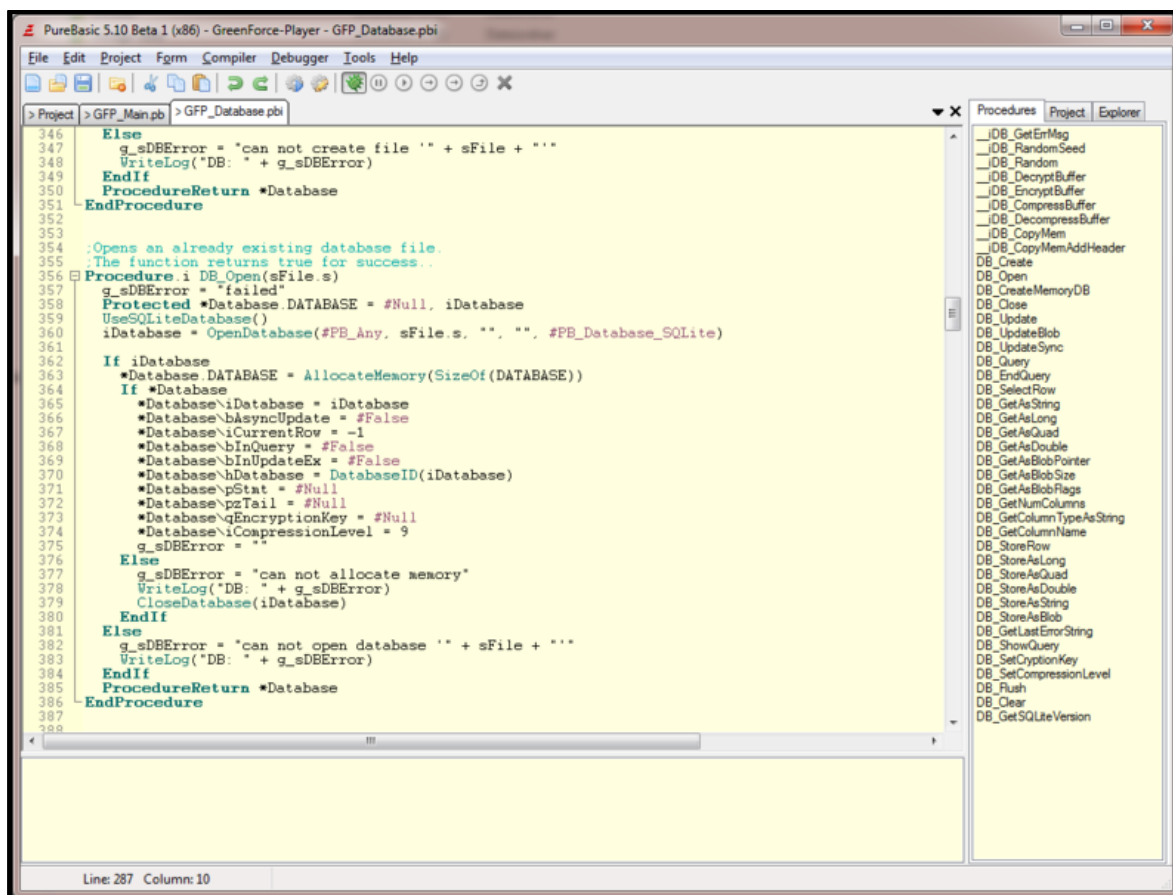 PureBasic 5.10 Beta 1 (x86) - GreenForce-Player - GFP_Database.pbi
File Edit Project Form Compiler Debugger Tools Help
> Project > GFP_Main.pb > GFP_Database.pbi
346 Else
347 g_sDBError = "can not create file '" + sFile + "'"
348 WriteLog("DB: " + g_sDBError)
349 EndIf
350 ProcedureReturn *Database
351 EndProcedure
352
353
354 ;Opens an already existing database file.
355 ;The function returns true for success..
356 Procedure.i DB_Open(sFile.s)
357 g_sDBError = "failed"
358 Protected *Database.DATABASE = #Null, iDatabase
359 UseSQLiteDatabase()
360 iDatabase = OpenDatabase(#PB_Any, sFile.s, "", "", #PB_Database_SQLite)
361
362 If iDatabase
363 *Database.DATABASE = AllocateMemory(SizeOf(DATABASE))
364 If *Database
365 *Database\iDatabase = iDatabase
366 *Database\bAsyncUpdate = #False
367 *Database\iCurrentRow = -1
368 *Database\bInQuery = #False
369 *Database\bInUpdateEx = #False
370 *Database\hDatabase = DatabaseID(iDatabase)
371 *Database\pStmt = #Null
372 *Database\pzTail = #Null
373 *Database\qEncryptionKey = #Null
374 *Database\iCompressionLevel = 9
375 g_sDBError = ""
376 Else
377 g_sDBError = "can not allocate memory"
378 WriteLog("DB: " + g_sDBError)
379 CloseDatabase(iDatabase)
380 EndIf
381 Else
382 g_sDBError = "can not open database '" + sFile + "'"
383 WriteLog("DB: " + g_sDBError)
384 EndIf
385 ProcedureReturn *Database
386 EndProcedure
387
388
Procedures Project Explorer
__iDB_GetErrMsg
__iDB_RandomSeed
__iDB_Random
__iDB_DecryptBuffer
__iDB_EncryptBuffer
__iDB_CompressBuffer
__iDB_DecompressBuffer
__iDB_CopyMem
__iDB_CopyMemAddHeader
DB_Create
DB_Open
DB_CreateMemoryDB
DB_Close
DB_Update
DB_UpdateBlob
DB_UpdateSync
DB_Query
DB_EndQuery
DB_SelectRow
DB_GetAsString
DB_GetAsLong
DB_GetAsQuad
DB_GetAsDouble
DB_GetAsBlobPointer
DB_GetAsBlobSize
DB_GetAsBlobFlags
DB_GetNumColumns
DB_GetColumnTypeAsString
DB_GetColumnName
DB_StoreRow
DB_StoreAsLong
DB_StoreAsQuad
DB_StoreAsDouble
DB_StoreAsString
DB_StoreAsBlob
DB_GetLastErrorString
DB_ShowQuery
DB_SetCryptionKey
DB_SetCompressionLevel
DB_Flush
DB_Clear
DB_GetSQLiteVersion
Line: 287 Column: 10